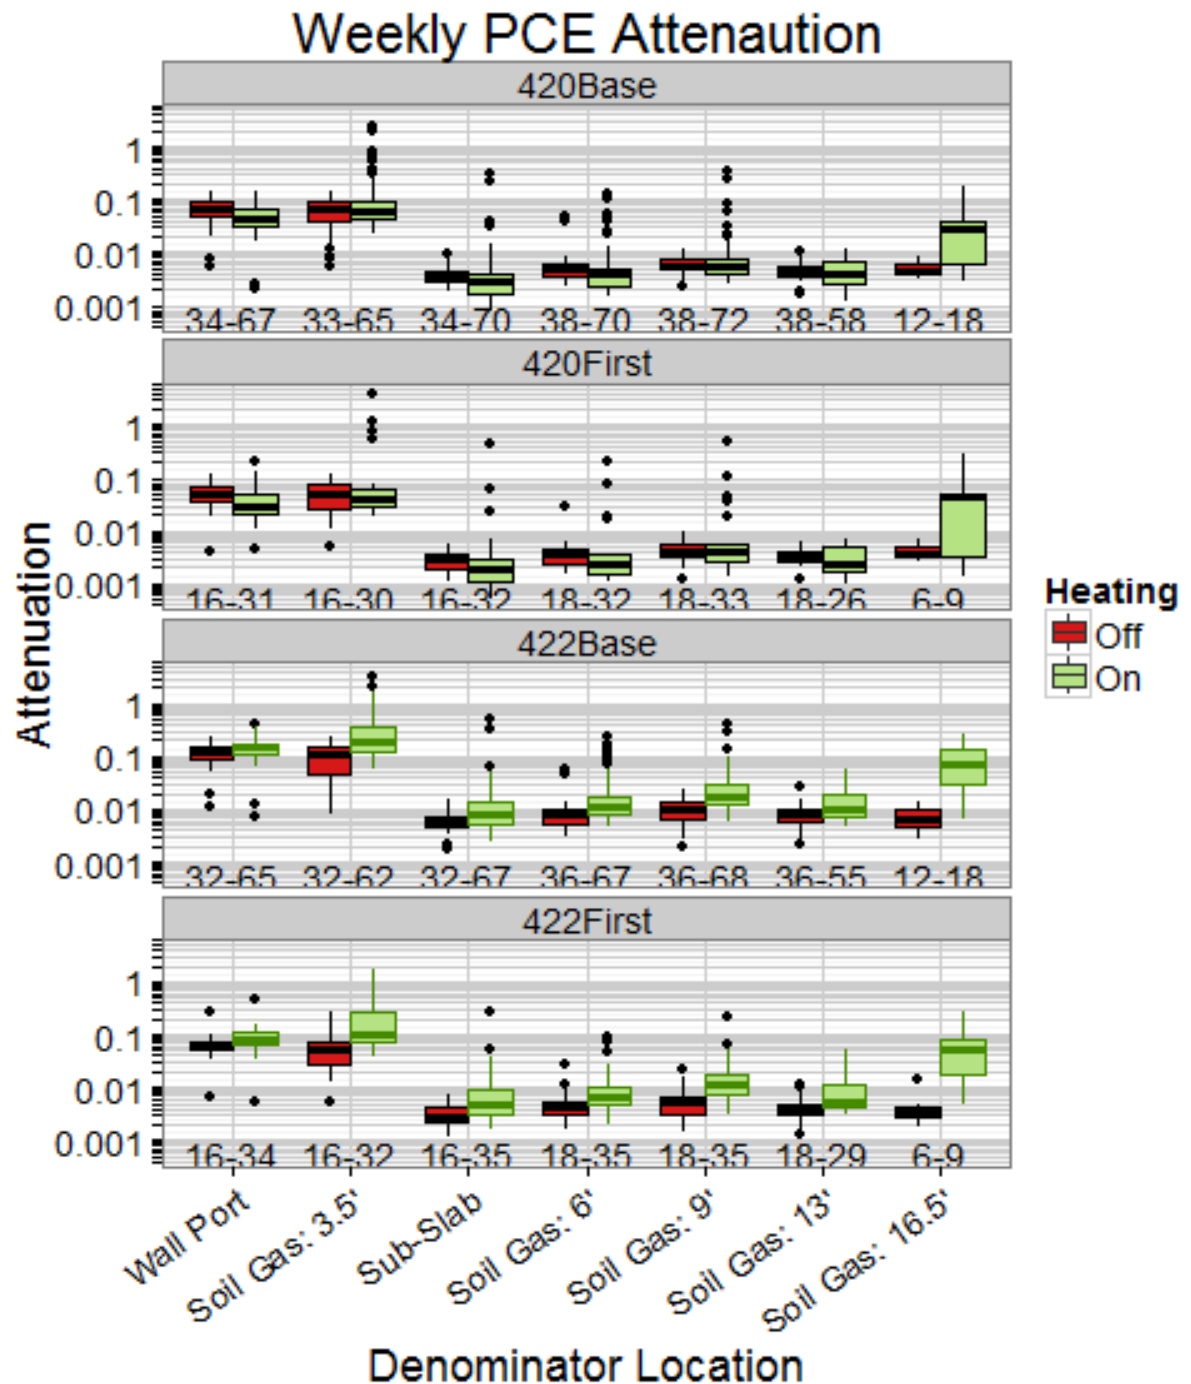 Weekly PCE Attenaution
420Base
1
0.1
0.01
0.001
34-67 33-65 34-70 38-70 38-72 38-58 12-18
420First
1
0.1
0.01
0.001
16-31 16-30 16-32 18-32 18-33 18-26 6-9
422Base
1
0.1
0.01
0.001
32-65 32-62 32-67 36-67 36-68 36-55 12-18
422First
1
0.1
0.01
0.001
16-34 16-32 16-35 18-35 18-35 18-29 6-9
Attenuation
Wall Port
Soil Gas: 3.5'
Sub-Slab
Soil Gas: 6'
Soil Gas: 9'
Soil Gas: 13'
Soil Gas: 16.5'
Denominator Location
Heating
Off
On